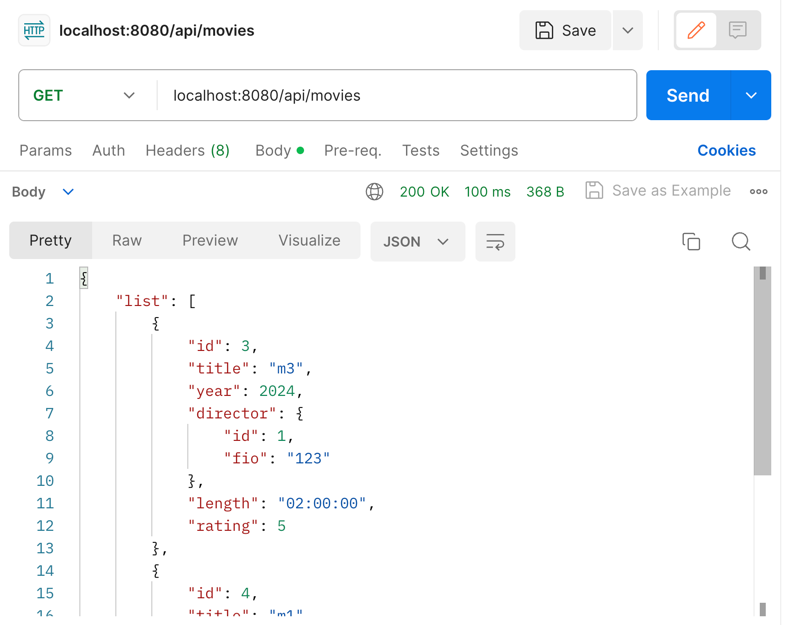 HTTP localhost:8080/api/movies Save
GET localhost:8080/api/movies Send
Params Auth Headers (8) Body Pre-req. Tests Settings Cookies
Body 200 OK 100 ms 368 B Save as Example
Pretty Raw Preview Visualize JSON
1 {
2 "list": [
3 {
4 "id": 3,
5 "title": "m3",
6 "year": 2024,
7 "director": {
8 "id": 1,
9 "fio": "123"
10 },
11 "length": "02:00:00",
12 "rating": 5
13 },
14 {
15 "id": 4,
16 "title": "m1"